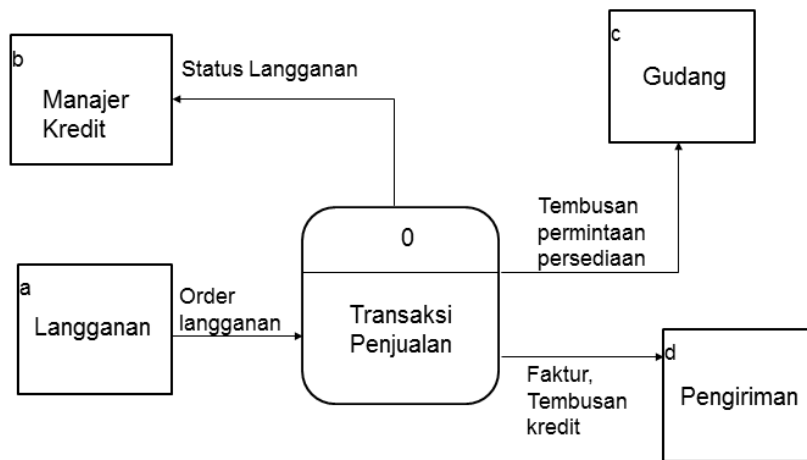 b
Manajer
Kredit
Status Langganan
c
Gudang
0
Transaksi
Penjualan
Tembusan
permintaan
persediaan
a
Langganan
Order
langganan
Faktur,
Tembusan
kredit
d
Pengiriman